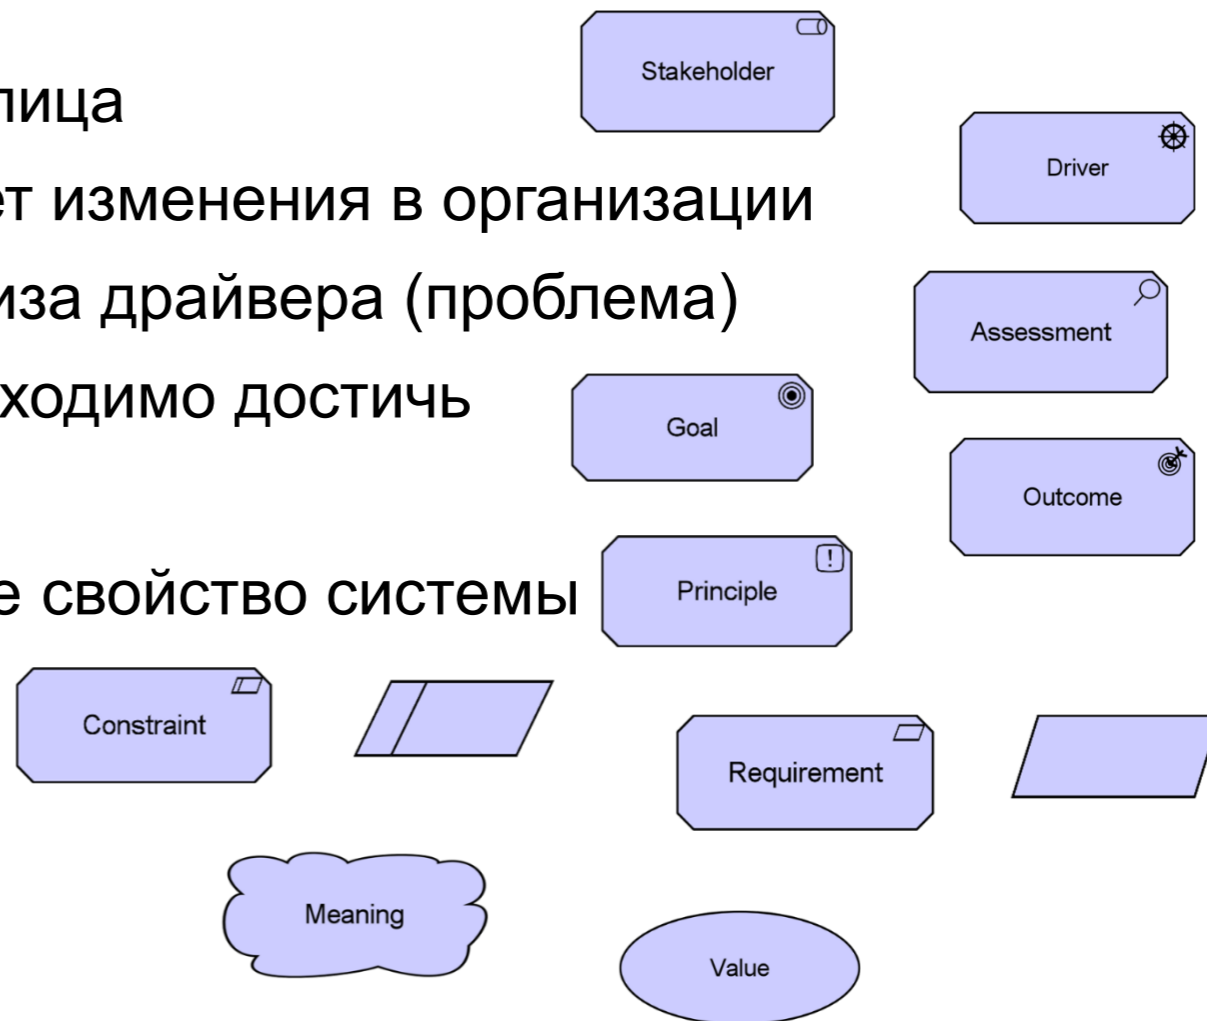 Stakeholder
лица
Driver
ет изменения в организации
иза драйвера (проблема)
Assessment
ходимо достичь
Goal
Outcome
е свойство системы
Principle
Constraint
Requirement
Meaning
Value